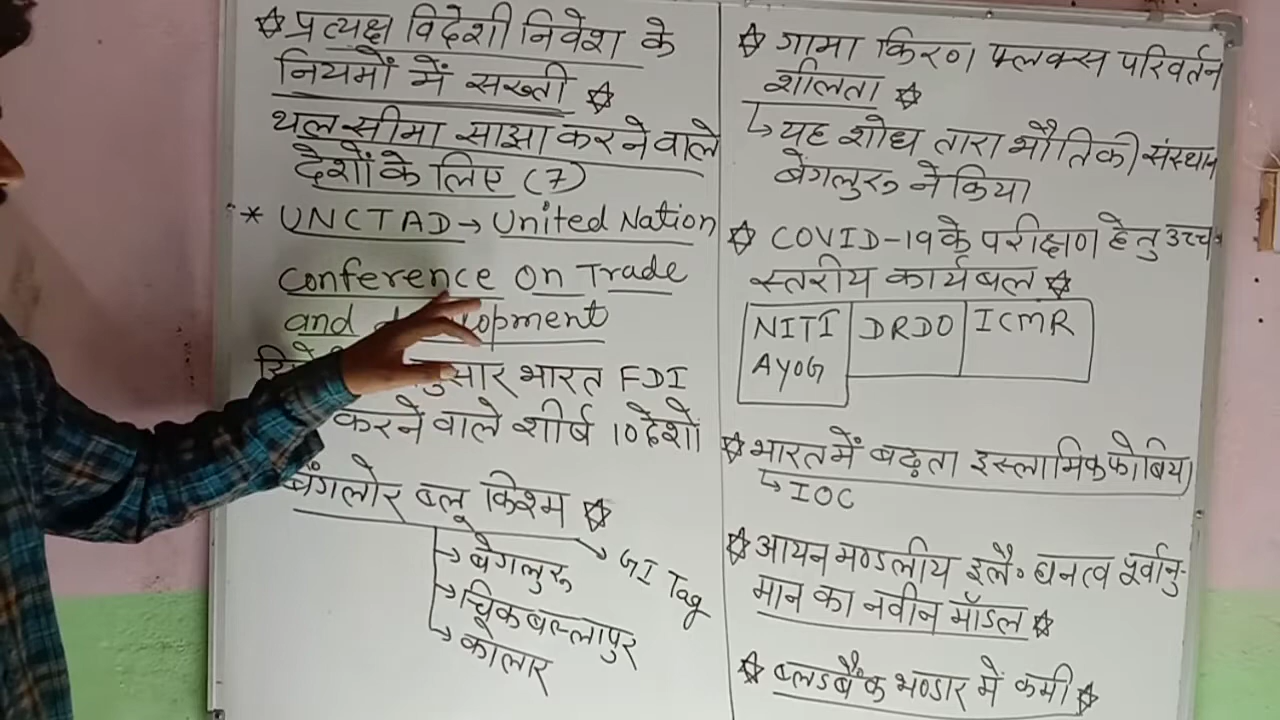 ☆ प्रत्यक्ष विदेशी निवेश के
नियमों में सख्ती ☆
थल सीमा साझा करने वाले
देशों के लिए (7)
* UNCTAD → United Nation
Conference On Trade
and
भारत FDI
करने वाले शीर्ष 10 देशों
बैंगलोर ब्लू किश्म ☆
→ GI Tag
→ बेंगलुरु
→ चिकबल्लापुर
→ कोलार
☆ गामा किरण फ्लक्स परिवर्तन
शीलता ☆
↳ यह शोध तारा भौतिकी संस्थान
बेंगलुरु ने किया
☆ COVID-19 के परीक्षण हेतु उच्च
स्तरीय कार्यबल ☆
NITI AYOG
DRDO
ICMR
☆ भारत में बढ़ता इस्लामिक फोबिया
↳ IOC
☆ आयन मण्डलीय इलै० घनत्व पूर्वानु-
मान का नवीन मॉडल ☆
☆ ब्लड बैंक भण्डार में कमी ☆